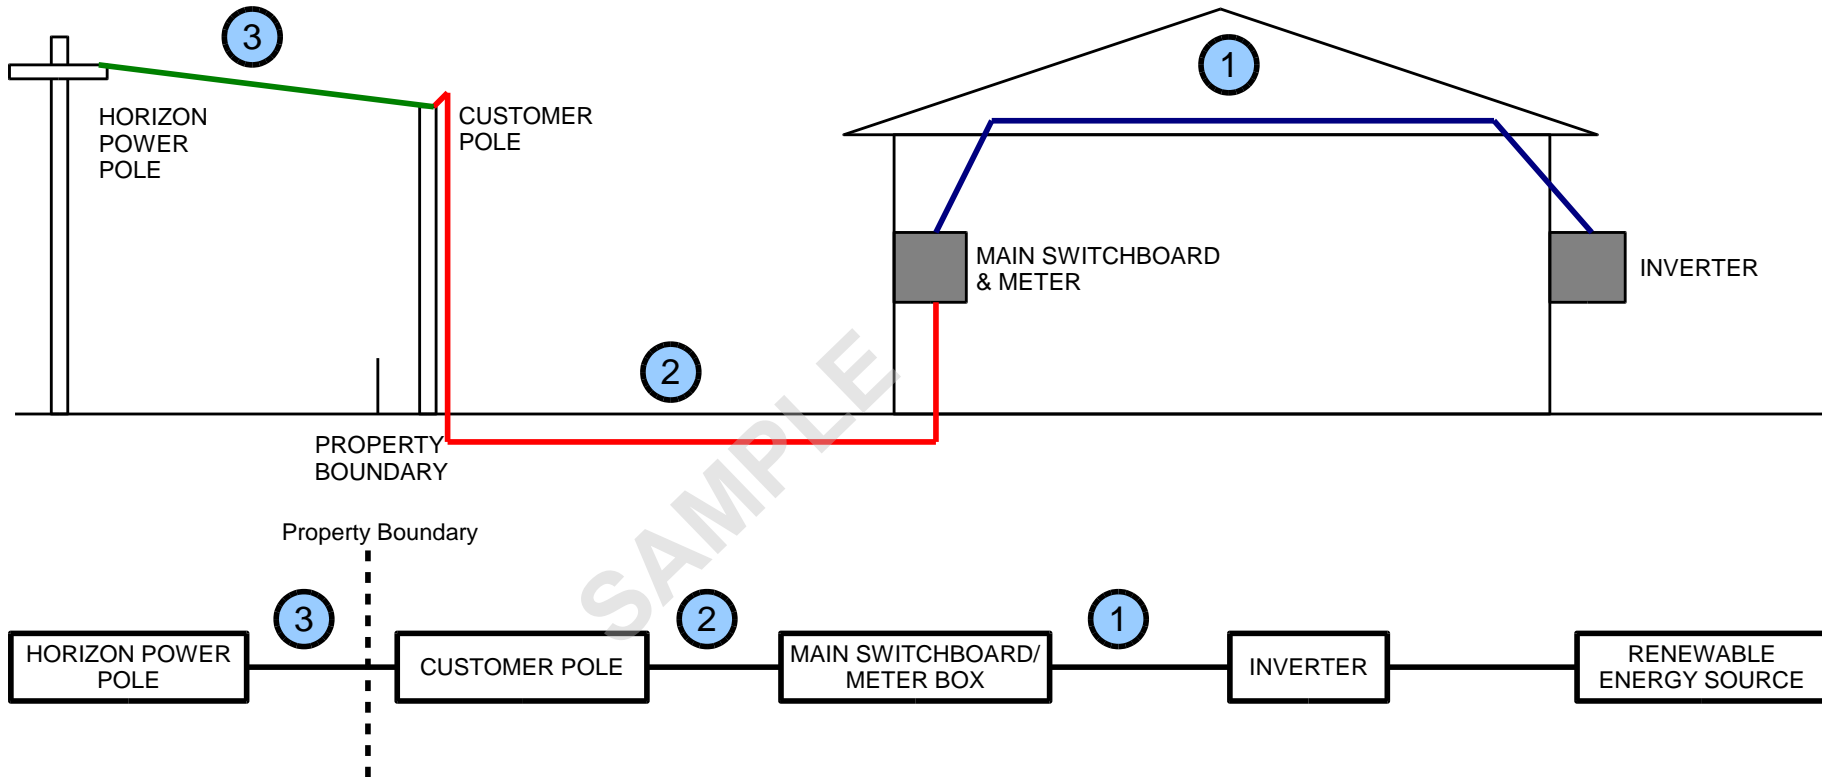 3
1
HORIZON
POWER
POLE
CUSTOMER
POLE
MAIN SWITCHBOARD
& METER
INVERTER
2
SAMPLE
PROPERTY
BOUNDARY
Property Boundary
3
2
1
HORIZON POWER
POLE
CUSTOMER POLE
MAIN SWITCHBOARD/
METER BOX
INVERTER
RENEWABLE
ENERGY SOURCE